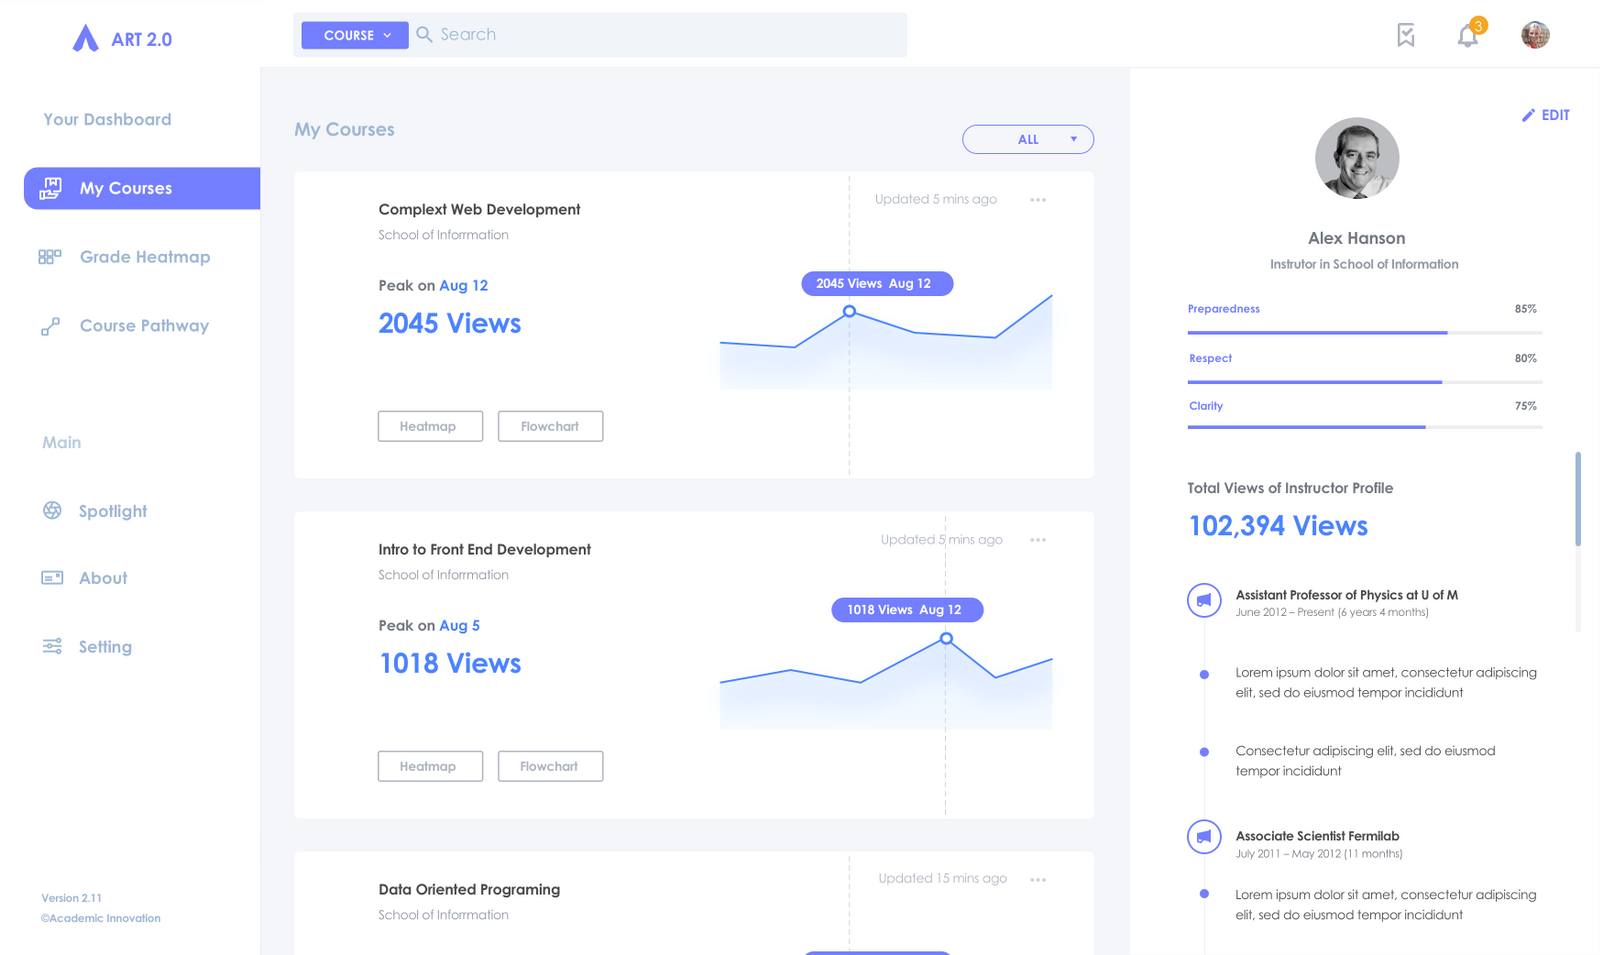 ART 2.0
COURSE
Search
3
Your Dashboard
My Courses
Grade Heatmap
Course Pathway
Main
Spotlight
About
Setting
Version 2.11
©Academic Innovation
My Courses
ALL
Complext Web Development
School of Inforrmation
Updated 5 mins ago
Peak on Aug 12
2045 Views
2045 Views Aug 12
Heatmap
Flowchart
Intro to Front End Development
School of Inforrmation
Updated 5 mins ago
Peak on Aug 5
1018 Views
1018 Views Aug 12
Heatmap
Flowchart
Data Oriented Programing
School of Inforrmation
Updated 15 mins ago
EDIT
Alex Hanson
Instrutor in School of Information
Preparedness 85%
Respect 80%
Clarity 75%
Total Views of Instructor Profile
102,394 Views
Assistant Professor of Physics at U of M
June 2012 – Present (6 years 4 months)
Lorem ipsum dolor sit amet, consectetur adipiscing
elit, sed do eiusmod tempor incididunt
Consectetur adipiscing elit, sed do eiusmod
tempor incididunt
Associate Scientist Fermilab
July 2011 – May 2012 (11 months)
Lorem ipsum dolor sit amet, consectetur adipiscing
elit, sed do eiusmod tempor incididunt